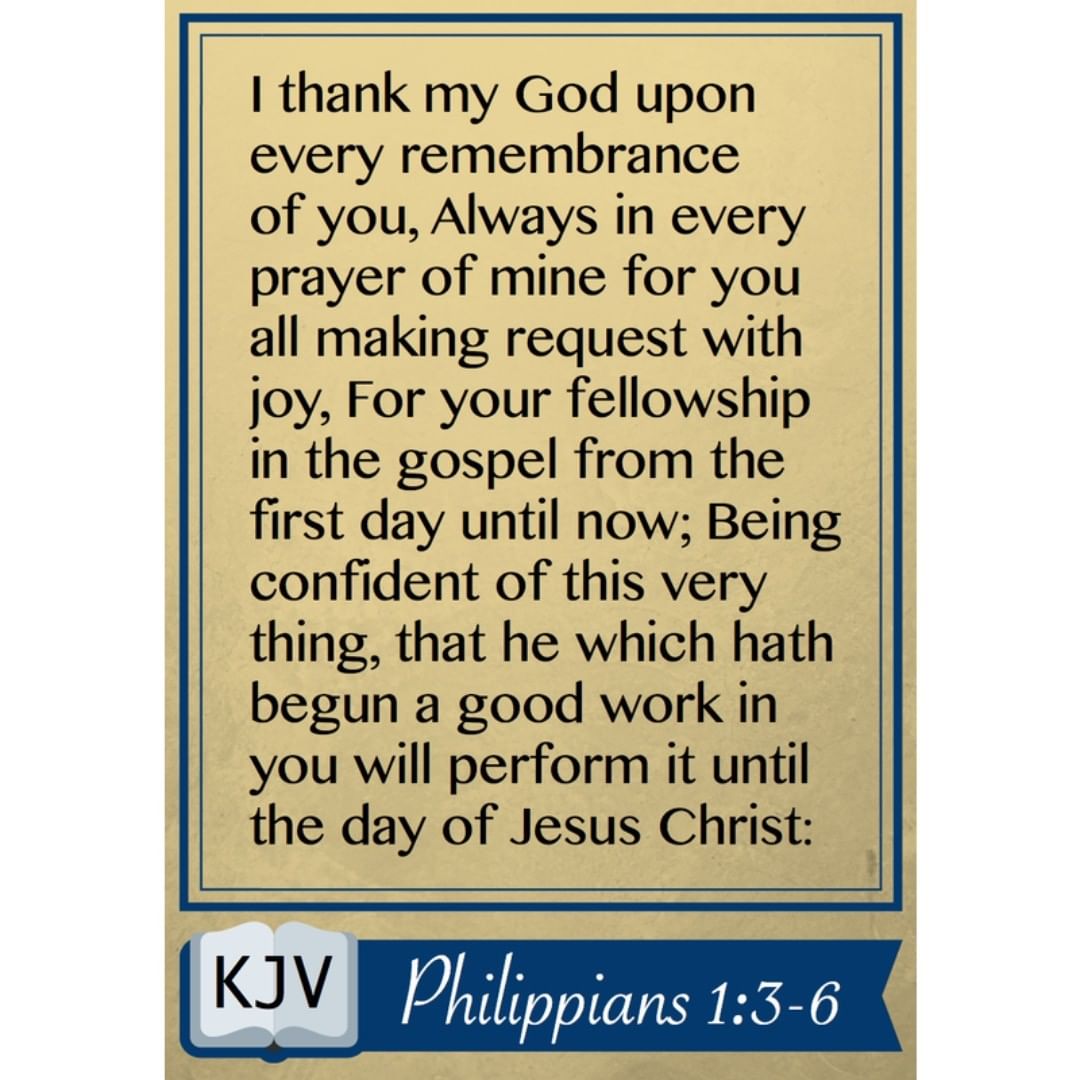 I thank my God upon
every remembrance
of you, Always in every
prayer of mine for you
all making request with
joy, For your fellowship
in the gospel from the
first day until now; Being
confident of this very
thing, that he which hath
begun a good work in
you will perform it until
the day of Jesus Christ:
KJV
Philippians 1:3-6